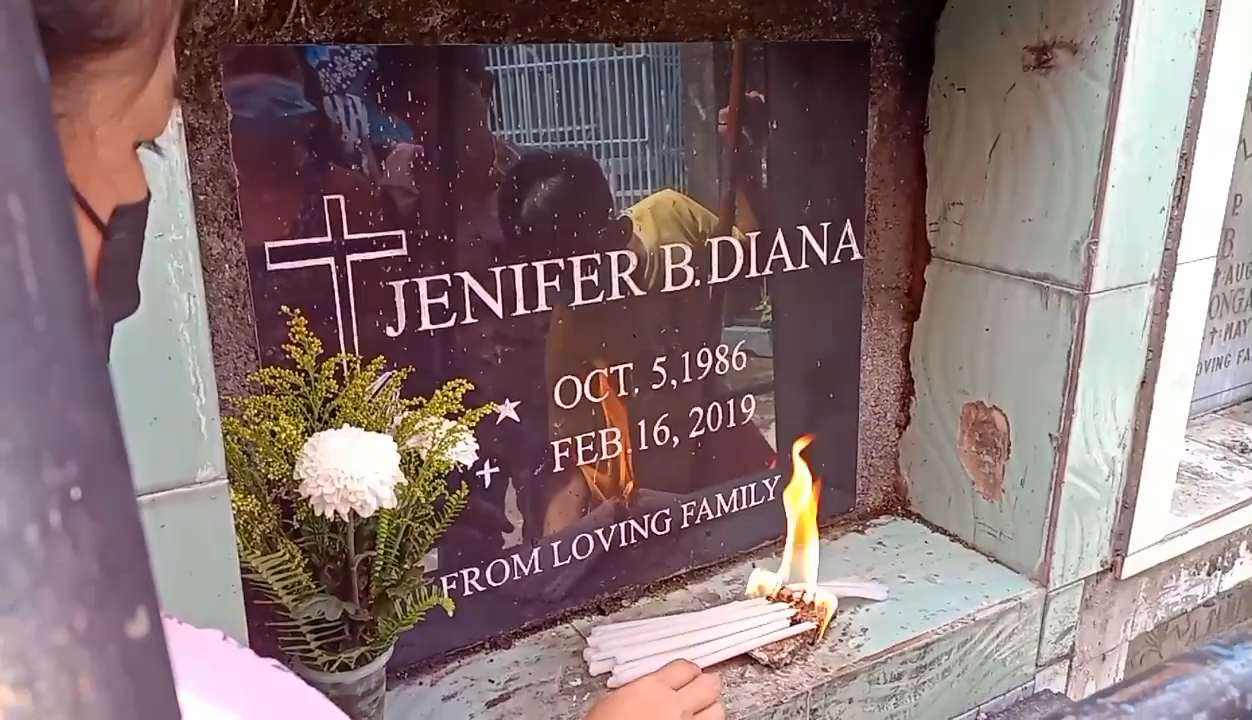 JENIFER B. DIANA
OCT. 5, 1986
FEB. 16, 2019
FROM LOVING FAMILY